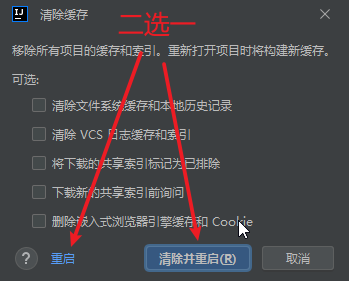 IJ
清除缓存
二选一
移除所有项目的缓存和索引。重新打开项目时将构建新缓存。
可选:
清除文件系统缓存和本地历史记录
清除 VCS 日志缓存和索引
将下载的共享索引标记为已排除
下载新的共享索引前询问
删除嵌入式浏览器引擎缓存和 Cookie
? 重启 清除并重启(R) 取消